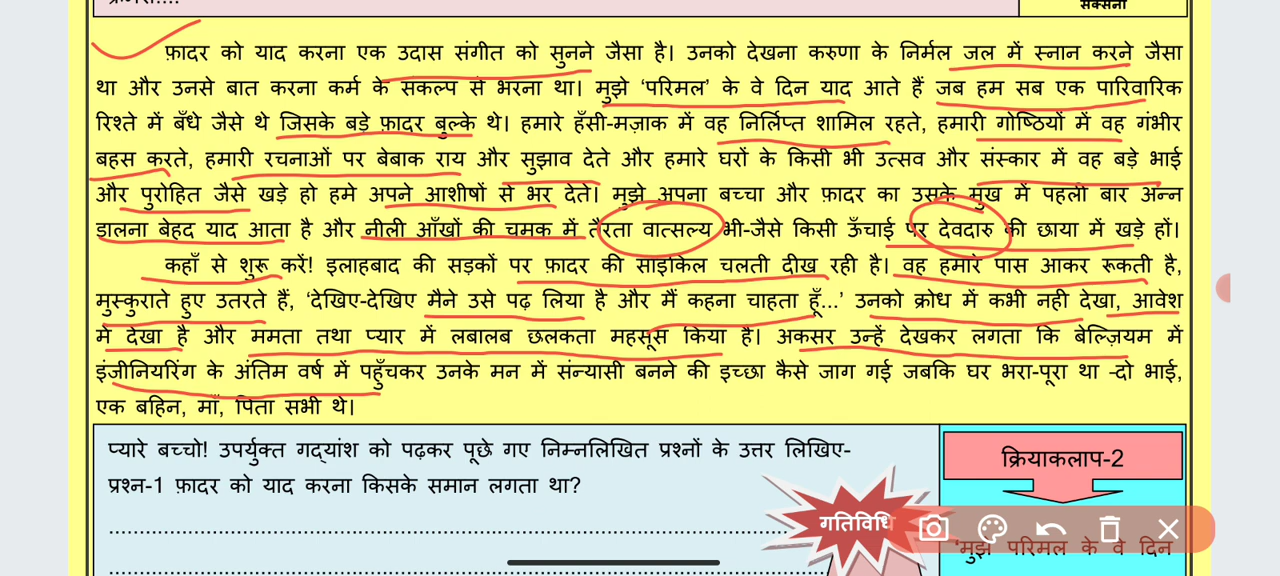 सक्सेना
फ़ादर को याद करना एक उदास संगीत को सुनने जैसा है। उनको देखना करुणा के निर्मल जल में स्नान करने जैसा
था और उनसे बात करना कर्म के संकल्प से भरना था। मुझे ‘परिमल’ के वे दिन याद आते हैं जब हम सब एक पारिवारिक
रिश्ते में बँधे जैसे थे जिसके बड़े फ़ादर बुल्के थे। हमारे हँसी-मज़ाक में वह निर्लिप्त शामिल रहते, हमारी गोष्ठियों में वह गंभीर
बहस करते, हमारी रचनाओं पर बेबाक राय और सुझाव देते और हमारे घरों के किसी भी उत्सव और संस्कार में वह बड़े भाई
और पुरोहित जैसे खड़े हो हमे अपने आशीषों से भर देते। मुझे अपना बच्चा और फ़ादर का उसके मुख में पहली बार अन्न
डालना बेहद याद आता है और नीली आँखों की चमक में तैरता वात्सल्य भी-जैसे किसी ऊँचाई पर देवदारु की छाया में खड़े हों।
कहाँ से शुरू करें! इलाहबाद की सड़कों पर फ़ादर की साइकिल चलती दीख रही है। वह हमारे पास आकर रूकती है,
मुस्कुराते हुए उतरते हैं, ‘देखिए-देखिए मैने उसे पढ़ लिया है और मैं कहना चाहता हूँ...’ उनको क्रोध में कभी नही देखा, आवेश
में देखा है और ममता तथा प्यार में लबालब छलकता महसूस किया है। अकसर उन्हें देखकर लगता कि बेल्ज़ियम में
इंजीनियरिंग के अंतिम वर्ष में पहुँचकर उनके मन में संन्यासी बनने की इच्छा कैसे जाग गई जबकि घर भरा-पूरा था –दो भाई,
एक बहिन, माँ, पिता सभी थे।
प्यारे बच्चो! उपर्युक्त गद्यांश को पढ़कर पूछे गए निम्नलिखित प्रश्नों के उत्तर लिखिए-
प्रश्न-1 फ़ादर को याद करना किसके समान लगता था?
गतिविधि
क्रियाकलाप-2
‘मुझे परिमल के वे दिन